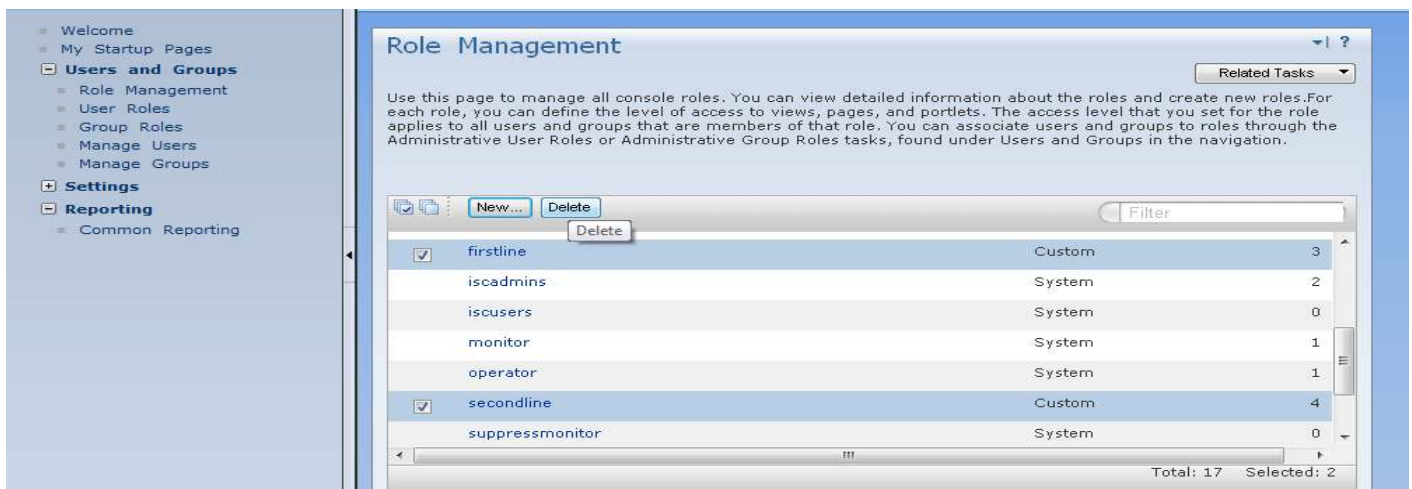 Welcome
My Startup Pages
Users and Groups
Role Management
User Roles
Group Roles
Manage Users
Manage Groups
Settings
Reporting
Common Reporting
Role Management
?
Related Tasks
Use this page to manage all console roles. You can view detailed information about the roles and create new roles.For
each role, you can define the level of access to views, pages, and portlets. The access level that you set for the role
applies to all users and groups that are members of that role. You can associate users and groups to roles through the
Administrative User Roles or Administrative Group Roles tasks, found under Users and Groups in the navigation.
New... Delete Filter
Delete
firstline Custom 3
iscadmins System 2
iscusers System 0
monitor System 1
operator System 1
secondline Custom 4
suppressmonitor System 0
Total: 17 Selected: 2